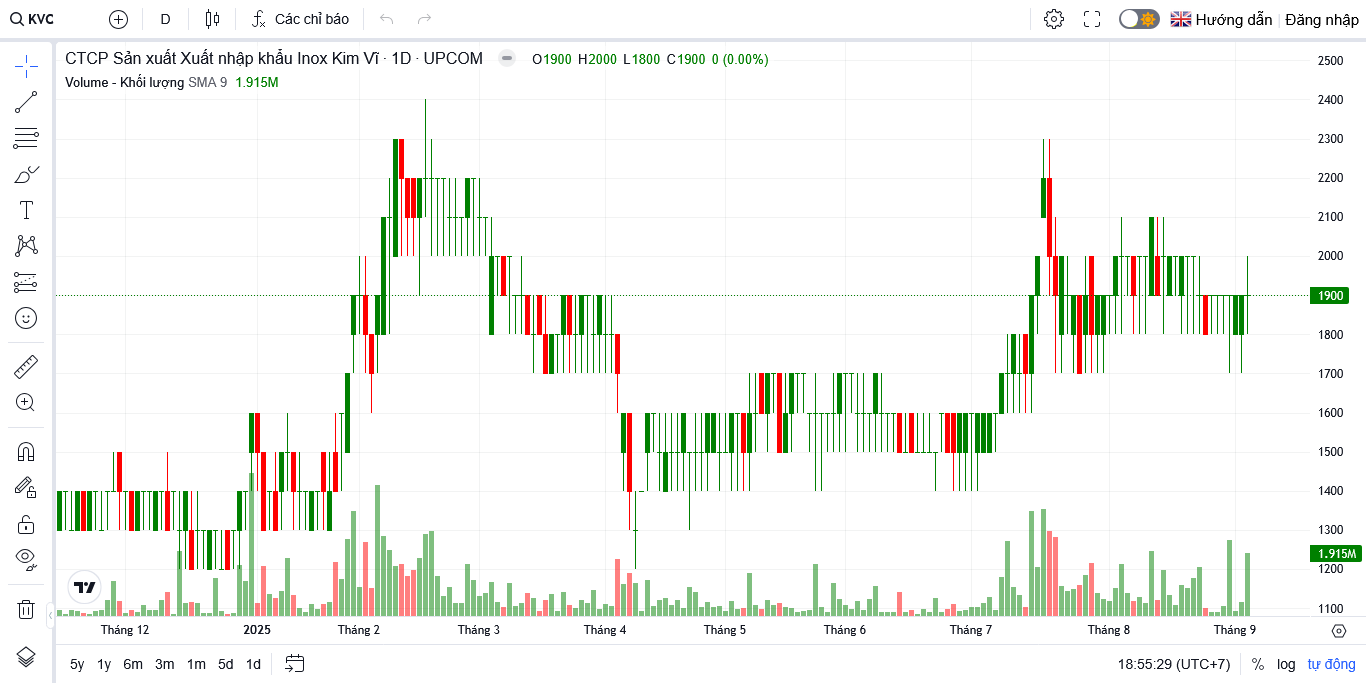 KVC D Các chỉ báo Hướng dẫn Đăng nhập
CTCP Sản xuất Xuất nhập khẩu Inox Kim Vĩ · 1D · UPCOM O1900 H2000 L1800 C1900 0 (0.00%)
Volume - Khối lượng SMA 9 1.915M
2500
2400
2300
2200
2100
2000
1900
1800
1700
1600
1500
1400
1300
1.915M
1200
1100
Tháng 12 2025 Tháng 2 Tháng 3 Tháng 4 Tháng 5 Tháng 6 Tháng 7 Tháng 8 Tháng 9
5y 1y 6m 3m 1m 5d 1d 18:55:29 (UTC+7) % log tự động